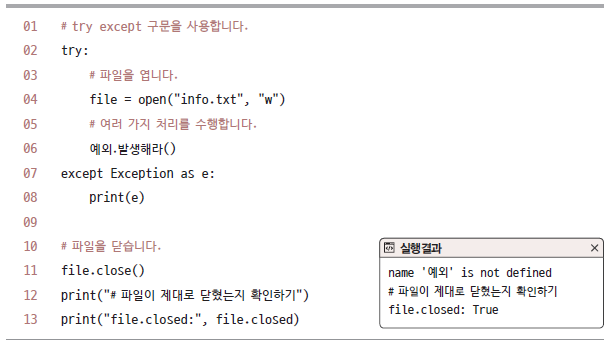 01 # try except 구문을 사용합니다.
02 try:
03     # 파일을 엽니다.
04     file = open("info.txt", "w")
05     # 여러 가지 처리를 수행합니다.
06     예외.발생해라()
07 except Exception as e:
08     print(e)
09
10 # 파일을 닫습니다.
11 file.close()
12 print("# 파일이 제대로 닫혔는지 확인하기")
13 print("file.closed:", file.closed)
실행결과
name '예외' is not defined
# 파일이 제대로 닫혔는지 확인하기
file.closed: True